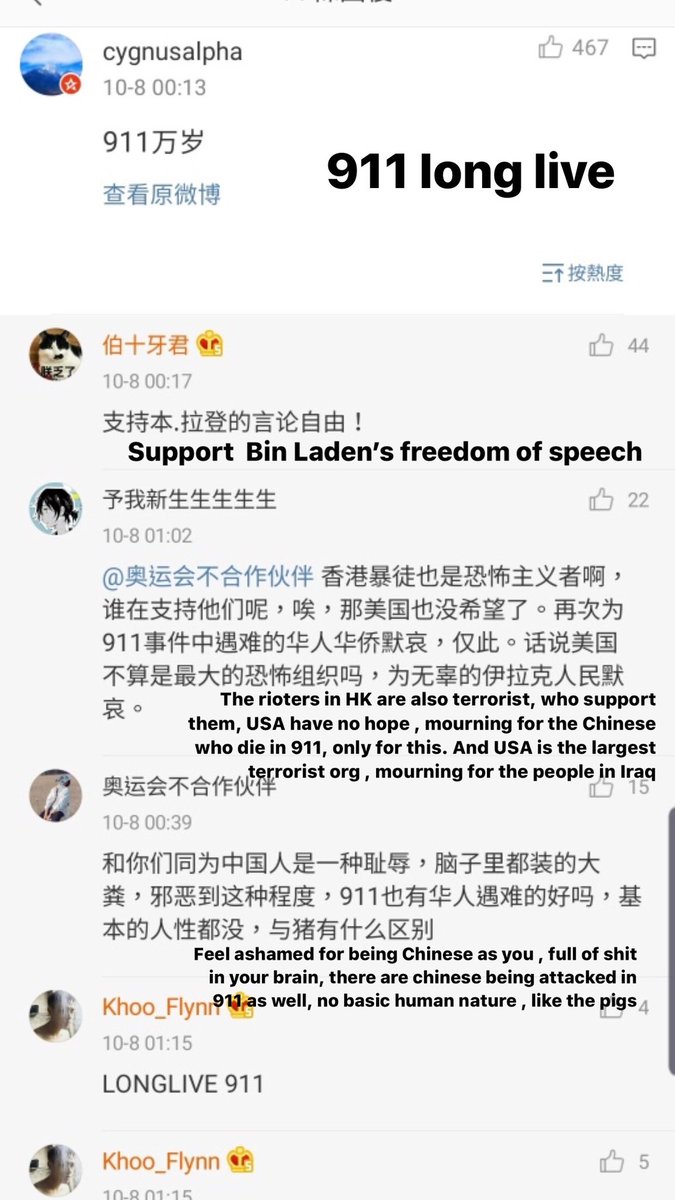 cygnusalpha
467
10-8 00:13
911万岁
911 long live
查看原微博
按熱度
伯十牙君
44
朕乏了
10-8 00:17
支持本.拉登的言论自由！
Support Bin Laden’s freedom of speech
予我新生生生生生
22
10-8 01:02
@奥运会不合作伙伴 香港暴徒也是恐怖主义者啊，
谁在支持他们呢，唉，那美国也没希望了。再次为
911事件中遇难的华人华侨默哀，仅此。话说美国
不算是最大的恐怖组织吗，为无辜的伊拉克人民默
哀。
The rioters in HK are also terrorist, who support
them, USA have no hope , mourning for the Chinese
who die in 911, only for this. And USA is the largest
terrorist org , mourning for the people in Iraq
奥运会不合作伙伴
15
10-8 00:39
和你们同为中国人是一种耻辱，脑子里都装的大
粪，邪恶到这种程度，911也有华人遇难的好吗，基
本的人性都没，与猪有什么区别
Feel ashamed for being Chinese as you , full of shit
in your brain, there are chinese being attacked in
911 as well, no basic human nature , like the pigs
Khoo_Flynn
4
10-8 01:15
LONGLIVE 911
Khoo_Flynn
5
10-8 01:15